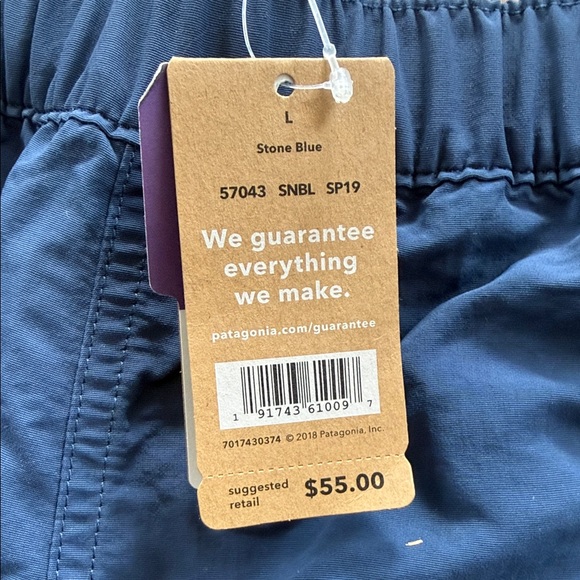 L
Stone Blue
57043 SNBL SP19
We guarantee
everything
we make.
patagonia.com/guarantee
1 91743 61009 7
7017430374 © 2018 Patagonia, Inc.
suggested
retail
$55.00